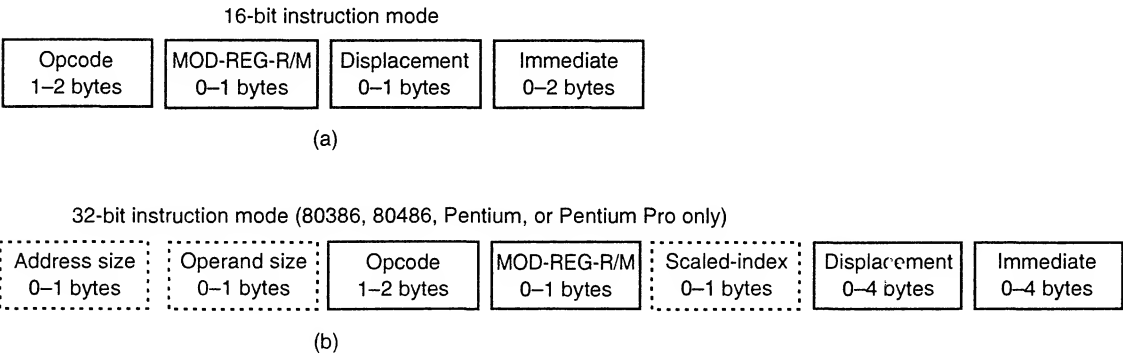 16-bit instruction mode
Opcode MOD-REG-R/M Displacement Immediate
1–2 bytes 0–1 bytes 0–1 bytes 0–2 bytes
(a)
32-bit instruction mode (80386, 80486, Pentium, or Pentium Pro only)
Address size Operand size Opcode MOD-REG-R/M Scaled-index Displacement Immediate
0–1 bytes 0–1 bytes 1–2 bytes 0–1 bytes 0–1 bytes 0–4 bytes 0–4 bytes
(b)